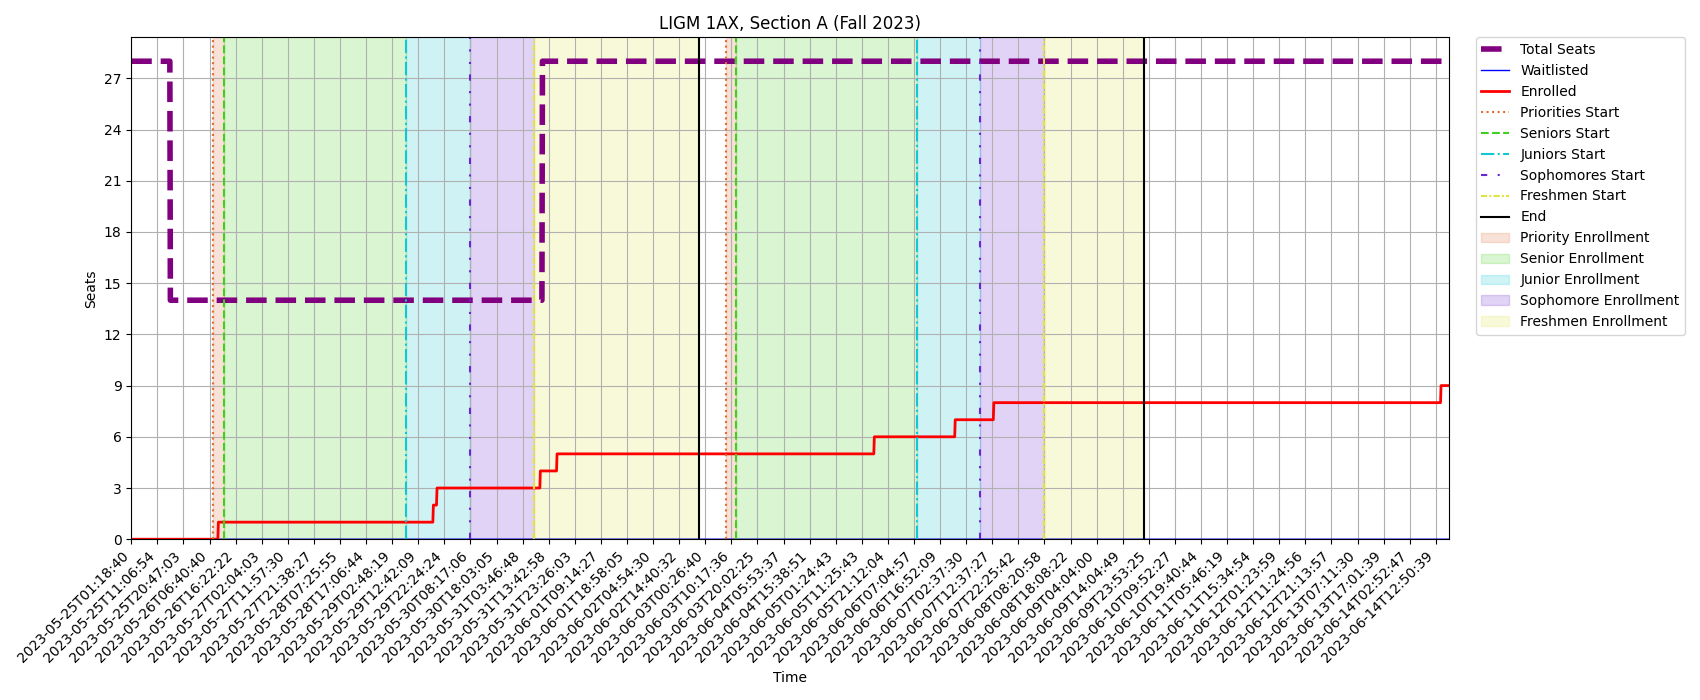 LIGM 1AX, Section A (Fall 2023)
Seats
27
24
21
18
15
12
9
6
3
0
2023-05-25T01:18:40
2023-05-25T11:06:54
2023-05-25T20:47:03
2023-05-26T06:40:40
2023-05-26T16:22:22
2023-05-27T02:04:03
2023-05-27T11:57:30
2023-05-27T21:38:27
2023-05-28T07:25:55
2023-05-28T17:06:44
2023-05-29T02:48:19
2023-05-29T12:42:09
2023-05-29T22:24:24
2023-05-30T08:17:06
2023-05-30T18:03:05
2023-05-31T03:46:48
2023-05-31T13:42:58
2023-05-31T23:26:03
2023-06-01T09:14:27
2023-06-01T18:58:05
2023-06-02T04:54:30
2023-06-02T14:40:32
2023-06-03T00:26:40
2023-06-03T10:17:36
2023-06-03T20:02:25
2023-06-04T05:53:37
2023-06-04T15:38:51
2023-06-05T01:24:43
2023-06-05T11:25:43
2023-06-05T21:12:04
2023-06-06T07:04:57
2023-06-06T16:52:09
2023-06-07T02:37:30
2023-06-07T12:37:27
2023-06-07T22:25:42
2023-06-08T08:20:58
2023-06-08T18:08:22
2023-06-09T04:04:00
2023-06-09T14:04:49
2023-06-09T23:53:25
2023-06-10T09:52:27
2023-06-10T19:40:44
2023-06-11T05:46:19
2023-06-11T15:34:54
2023-06-12T01:23:59
2023-06-12T11:24:56
2023-06-12T21:13:57
2023-06-13T07:11:30
2023-06-13T17:01:39
2023-06-14T02:52:47
2023-06-14T12:50:39
Time
Total Seats
Waitlisted
Enrolled
Priorities Start
Seniors Start
Juniors Start
Sophomores Start
Freshmen Start
End
Priority Enrollment
Senior Enrollment
Junior Enrollment
Sophomore Enrollment
Freshmen Enrollment